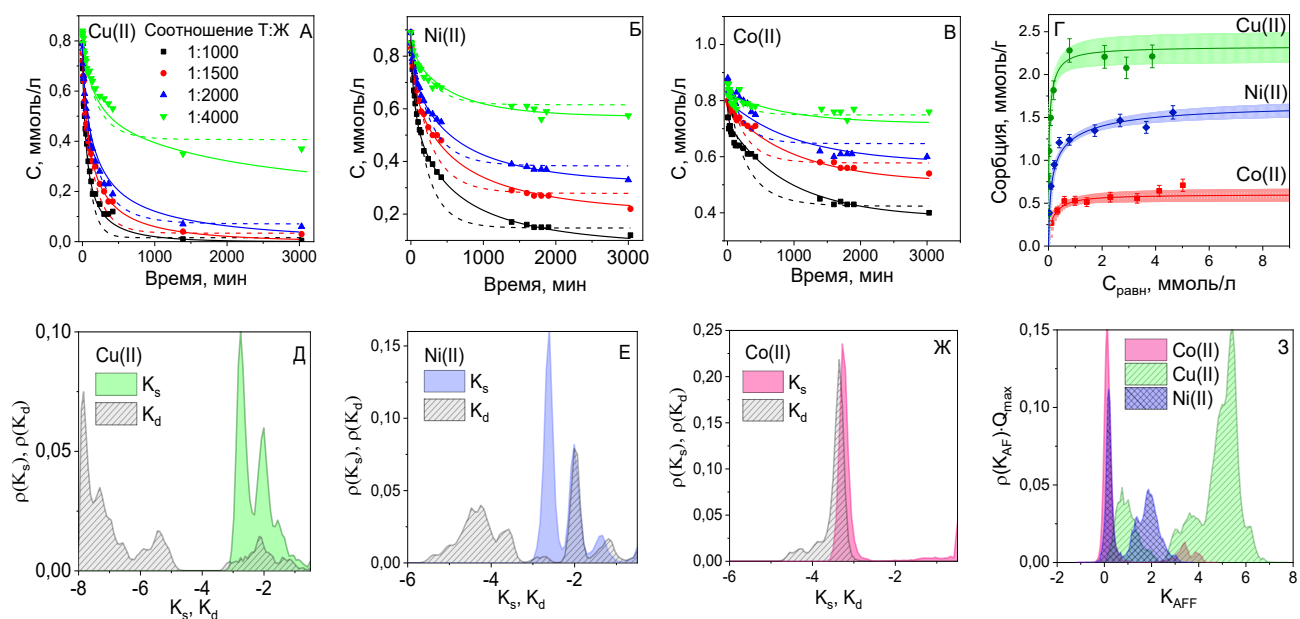 Cu(II)
Соотношение Т:Ж
А
1:1000
1:1500
1:2000
1:4000
C, ммоль/л
0,8
0,6
0,4
0,2
0,0
0
1000
2000
3000
Время, мин
Ni(II)
Б
C, ммоль/л
0.8
0.6
0.4
0.2
0
1400
2800
Время, мин
Co(II)
В
C, ммоль/л
1.0
0.8
0.6
0.4
0
1000
2000
3000
Время, мин
Г
Cu(II)
Ni(II)
Co(II)
Сорбция, ммоль/г
2.5
2.0
1.5
1.0
0.5
0.0
0
2
4
6
8
Cравн, ммоль/л
Cu(II)
Д
Ks
Kd
ρ(Ks), ρ(Kd)
0,10
0,05
0,00
-8
-6
-4
-2
Ks, Kd
Ni(II)
Е
Ks
Kd
ρ(Ks), ρ(Kd)
0,15
0,10
0,05
0,00
-6
-4
-2
Ks, Kd
Co(II)
Ж
Ks
Kd
ρ(Ks), ρ(Kd)
0,25
0,20
0,15
0,10
0,05
0,00
-6
-4
-2
Ks, Kd
З
Co(II)
Cu(II)
Ni(II)
ρ(KAF)·Qmax
0,15
0,10
0,05
0,00
-2
0
2
4
6
8
KAFF